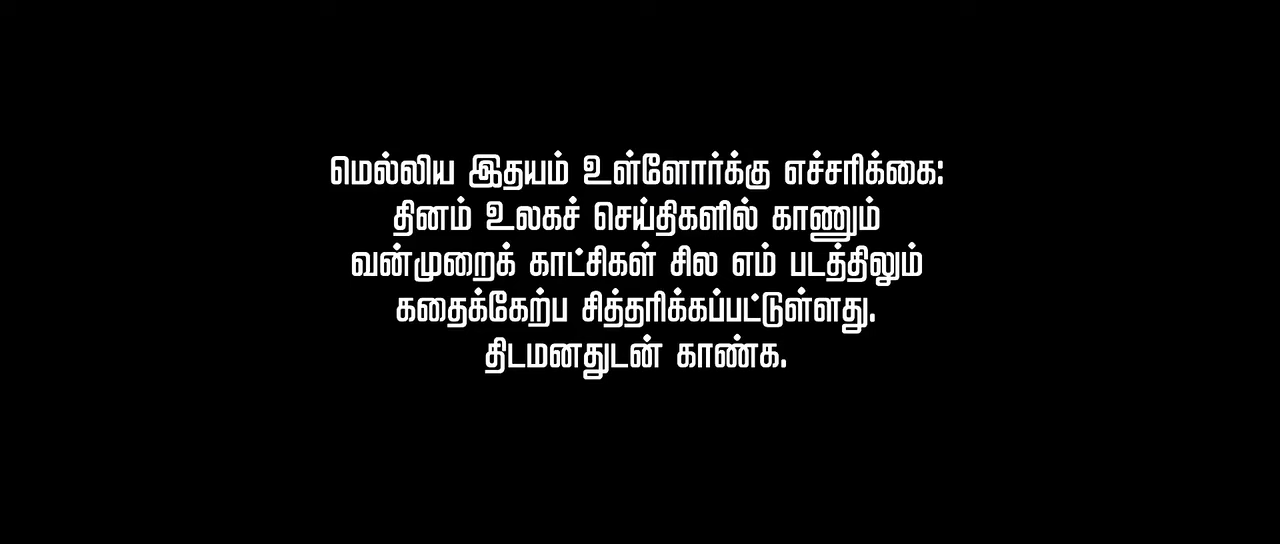 மெல்லிய இதயம் உள்ளோர்க்கு எச்சரிக்கை:
தினம் உலகச் செய்திகளில் காணும்
வன்முறைக் காட்சிகள் சில எம் படத்திலும்
கதைக்கேற்ப சித்தரிக்கப்பட்டுள்ளது.
திடமனதுடன் காண்க.